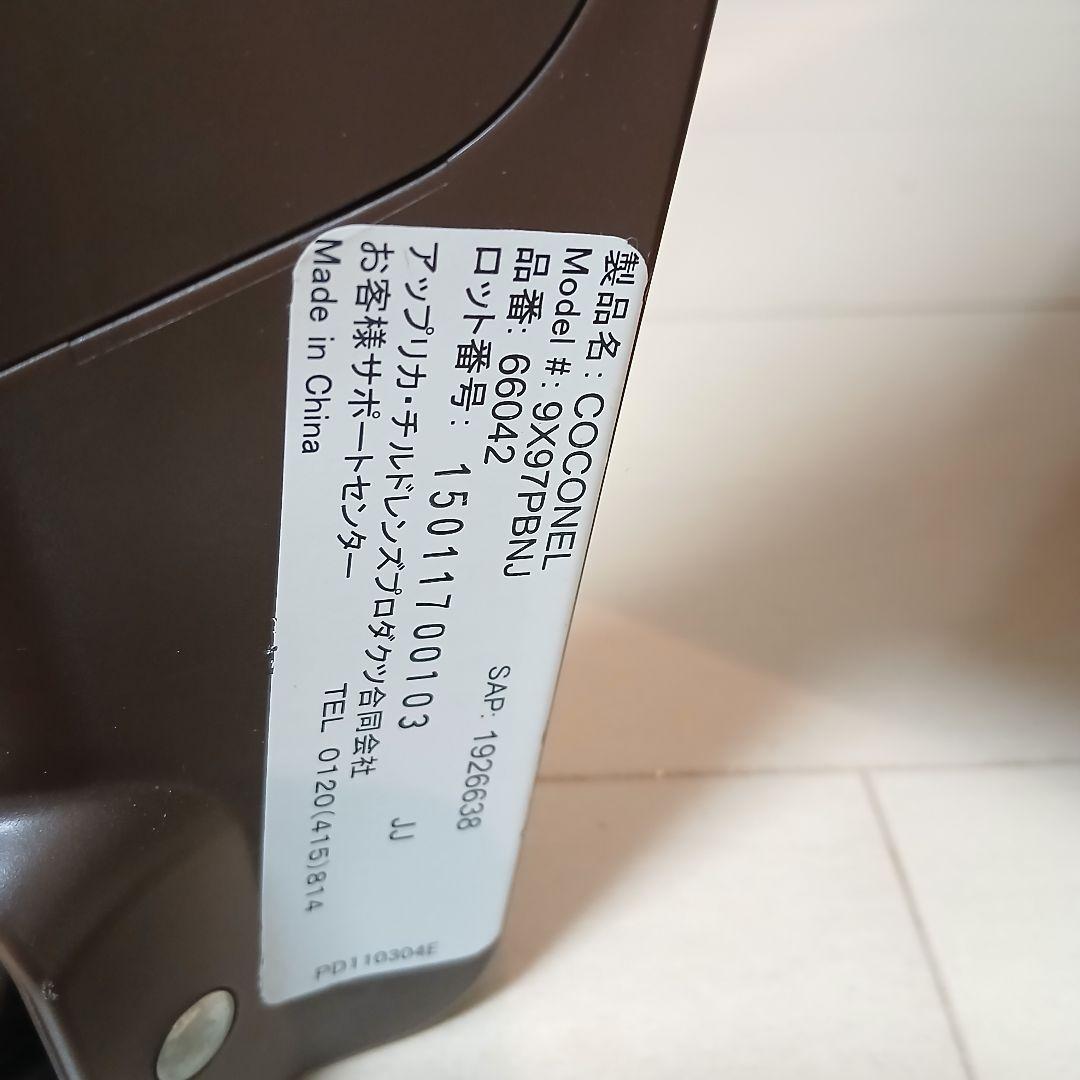 製品名: COCONEL
Model #: 9X97PBNJ
品番: 66042
SAP: 1926638
ロット番号: 1501170010​3
JJ
アップリカ・チルドレンズプロダクツ合同会社
お客様サポートセンター
TEL 0120(415)814
Made in China
PD110304E